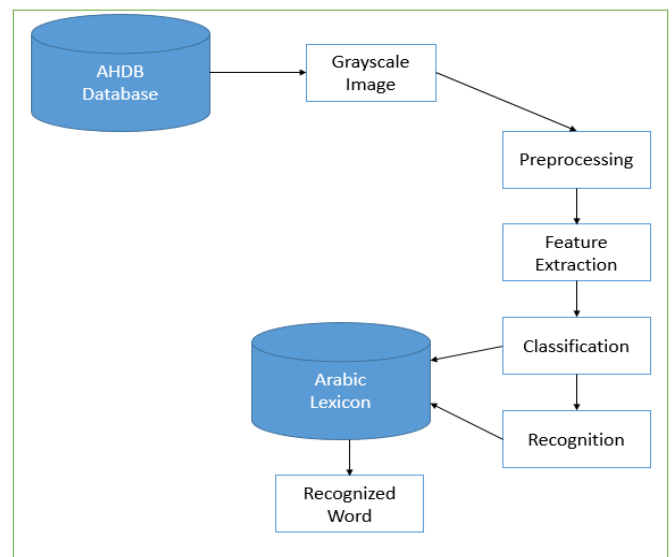 AHDB
Database
Grayscale
Image
Preprocessing
Feature
Extraction
Classification
Arabic
Lexicon
Recognition
Recognized
Word